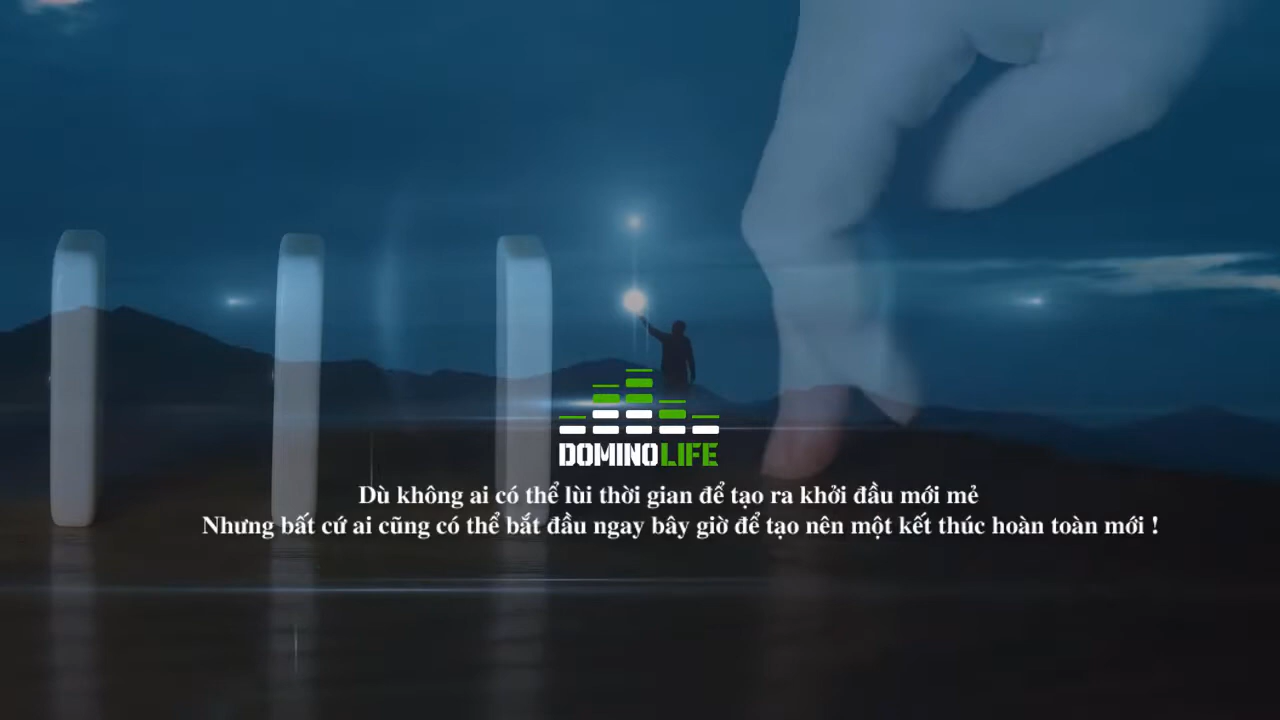 DOMINOLIFE
Dù không ai có thể lùi thời gian để tạo ra khởi đầu mới mẻ
Nhưng bất cứ ai cũng có thể bắt đầu ngay bây giờ để tạo nên một kết thúc hoàn toàn mới !